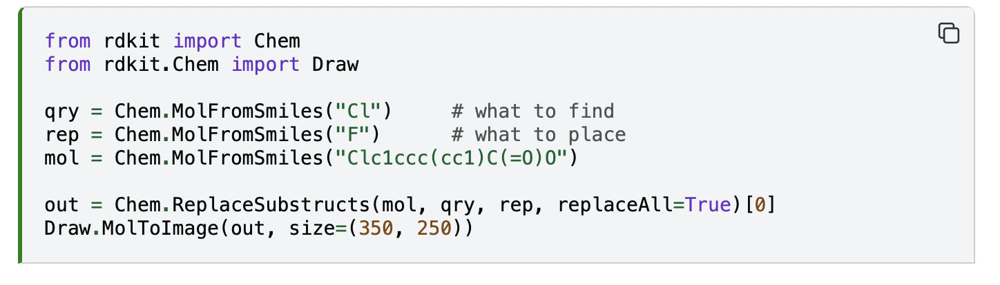 from rdkit import Chem
from rdkit.Chem import Draw

qry = Chem.MolFromSmiles("Cl")     # what to find
rep = Chem.MolFromSmiles("F")      # what to place
mol = Chem.MolFromSmiles("Clc1ccc(cc1)C(=O)O")

out = Chem.ReplaceSubstructs(mol, qry, rep, replaceAll=True)[0]
Draw.MolToImage(out, size=(350, 250))